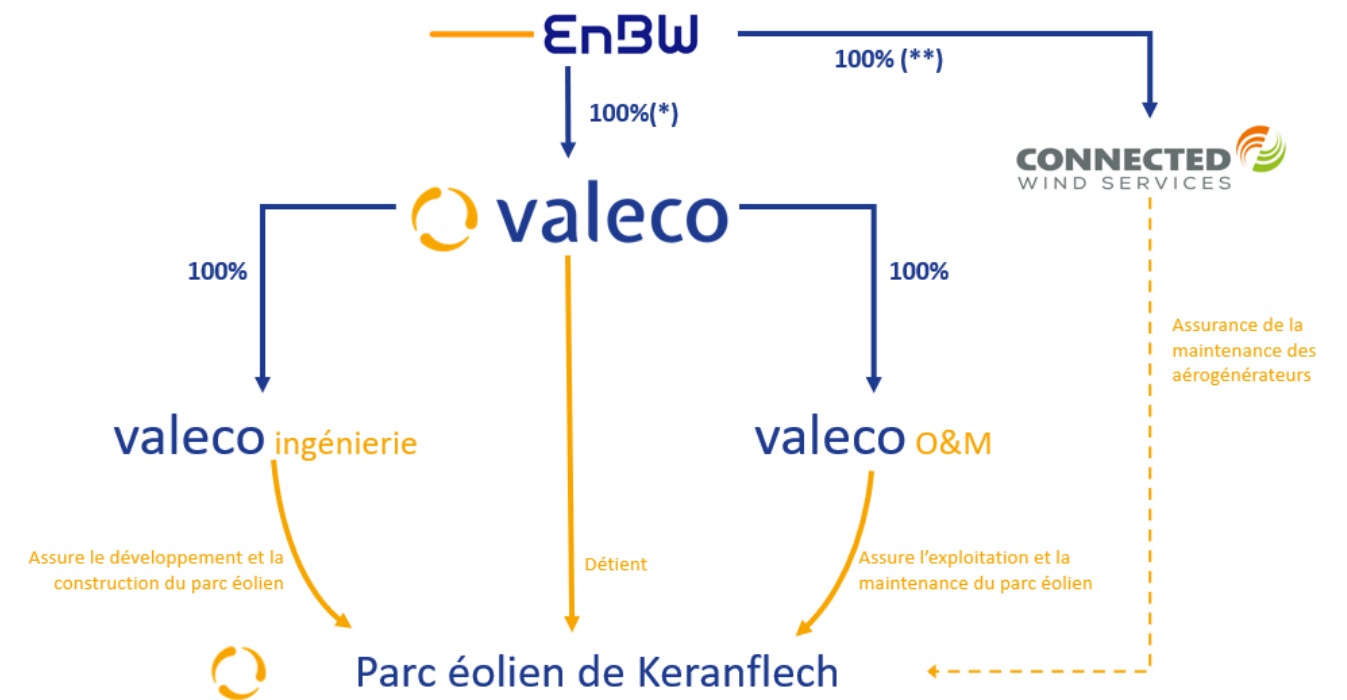 EnBW
100% (**)
100%(*)
CONNECTED
WIND SERVICES
valeco
100%
100%
Assurance de la
maintenance des
aérogénérateurs
valeco ingénierie
valeco O&M
Assure le développement et la
construction du parc éolien
Détient
Assure l’exploitation et la
maintenance du parc éolien
Parc éolien de Keranflech